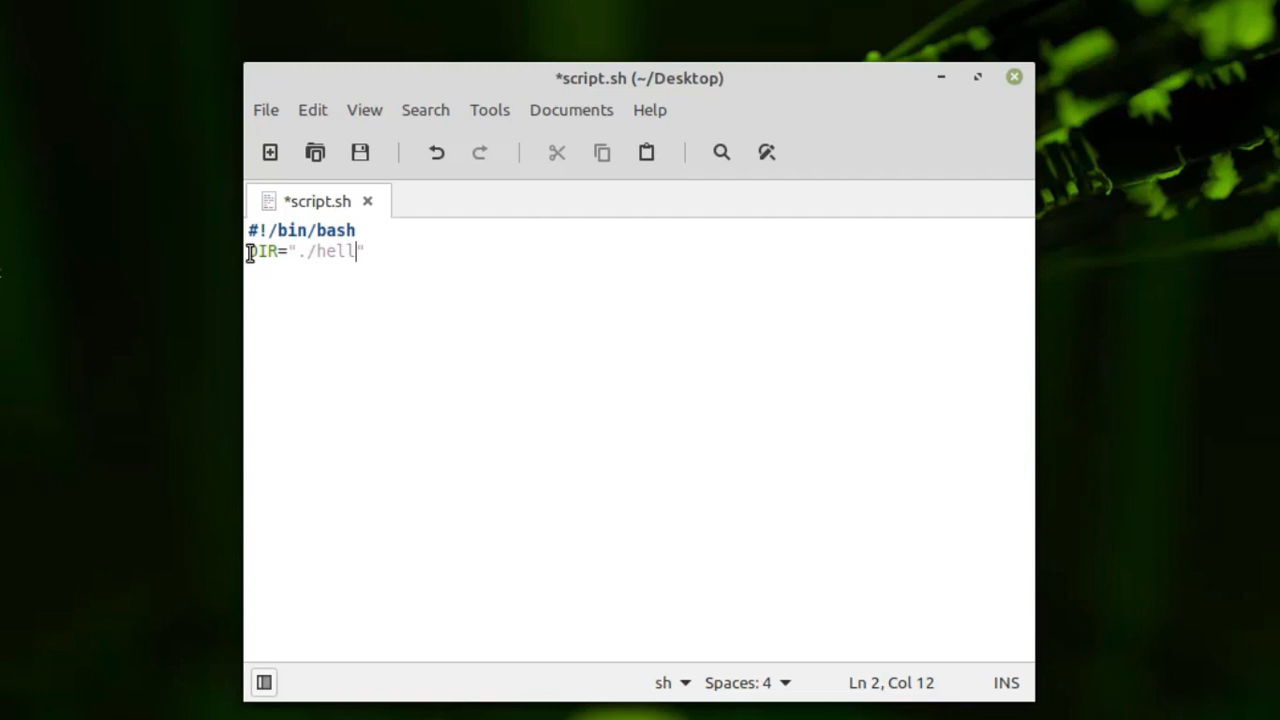 *script.sh (~/Desktop)
File Edit View Search Tools Documents Help
*script.sh
#!/bin/bash
DIR="./hell"
sh Spaces: 4 Ln 2, Col 12 INS